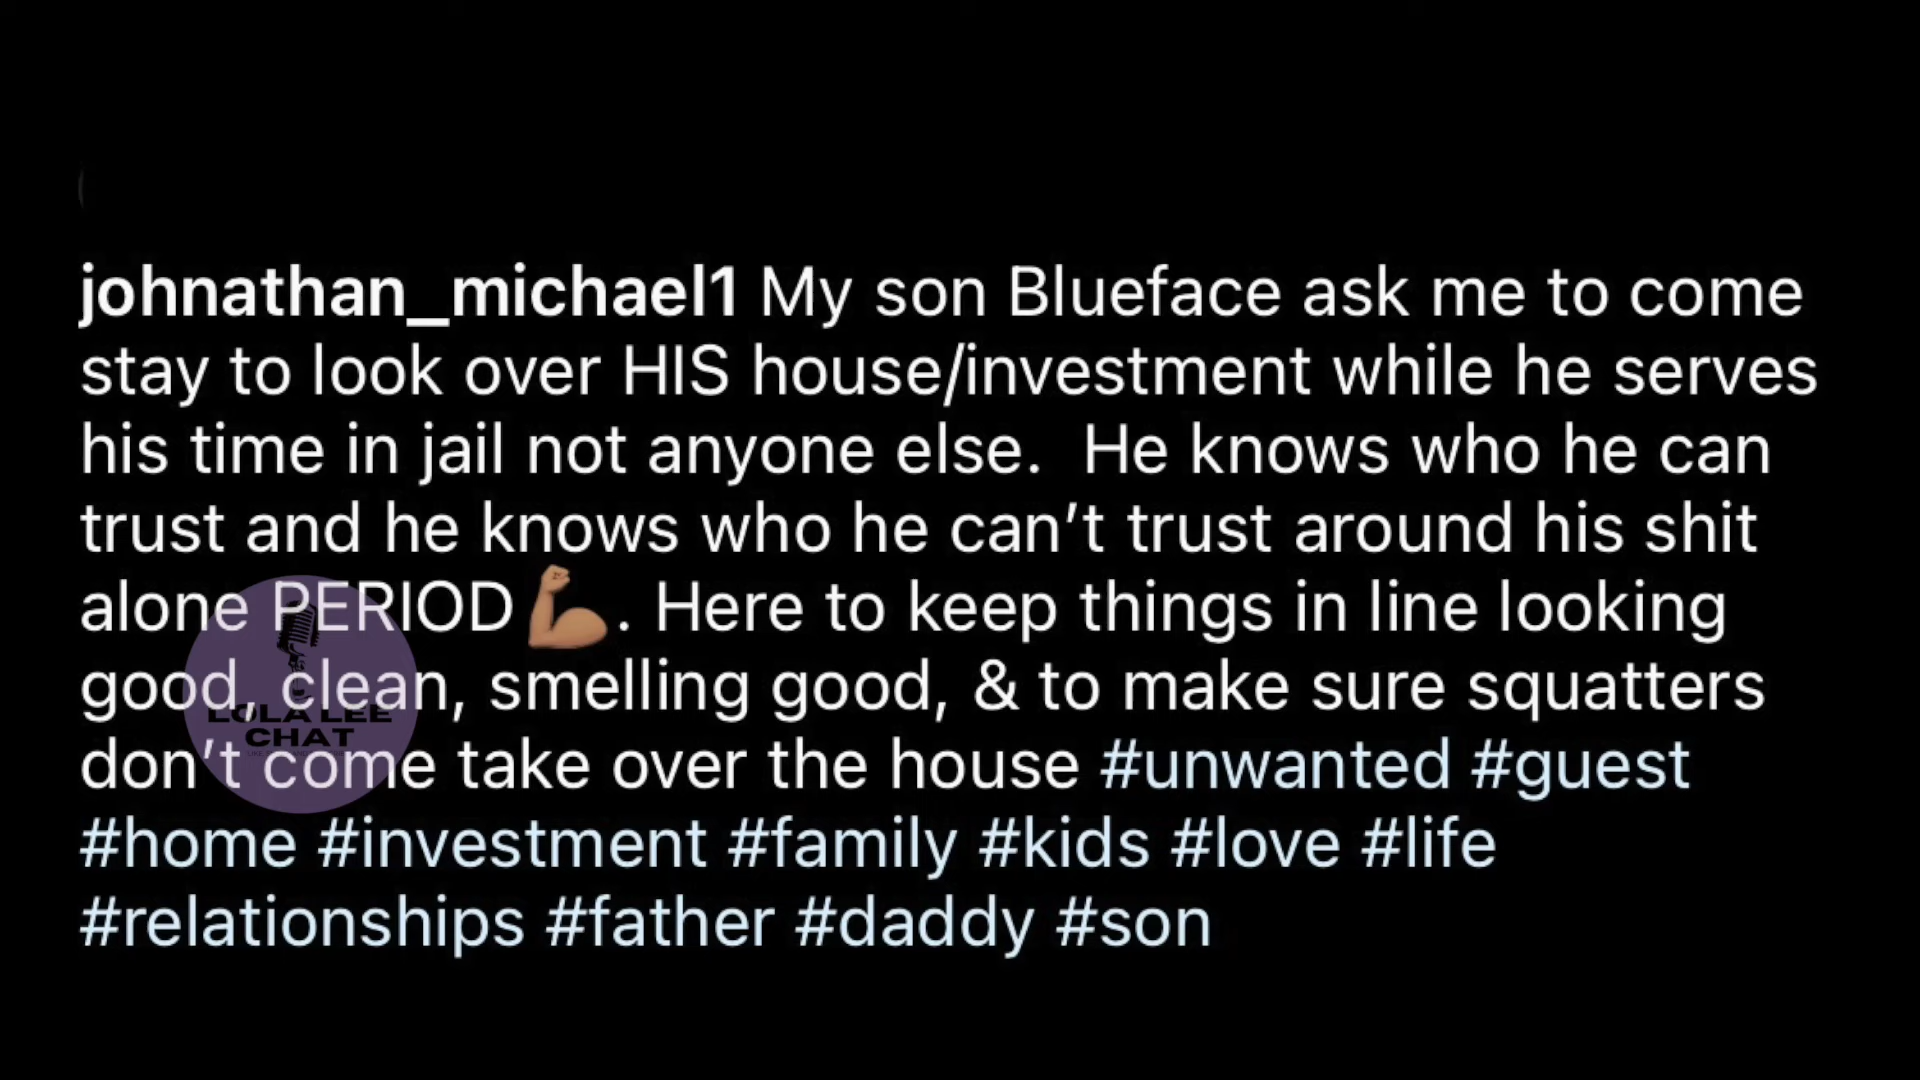 johnathan_michael1 My son Blueface ask me to come
stay to look over HIS house/investment while he serves
his time in jail not anyone else.  He knows who he can
trust and he knows who he can’t trust around his shit
alone PERIOD💪🏽. Here to keep things in line looking
good, clean, smelling good, & to make sure squatters
don’t come take over the house #unwanted #guest
#home #investment #family #kids #love #life
#relationships #father #daddy #son
LOLA LEE
CHAT